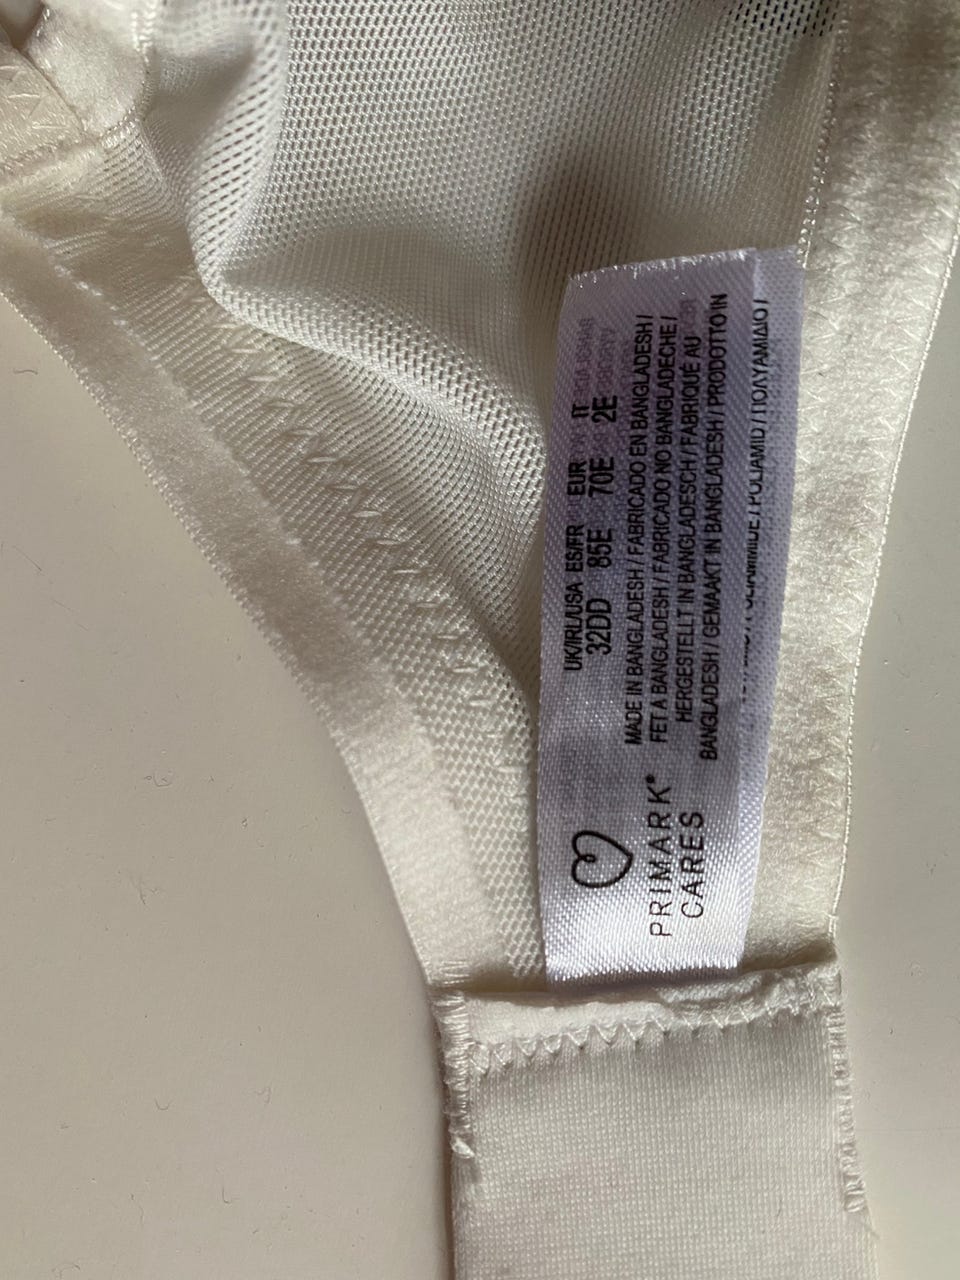 PRIMARK®
CARES
UK/IRL/USA ES/FR EUR IT
32DD 85E 70E 2E
MADE IN BANGLADESH / FABRICADO EN BANGLADESH /
FET A BANGLADESH / FABRICADO NO BANGLADECHE /
HERGESTELLT IN BANGLADESCH / FABRIQUÉ AU
BANGLADESH / GEMAAKT IN BANGLADESH / PRODOTTO IN
/ POLIAMID / ΠΟΛΥΑΜΙΔΙΟ /